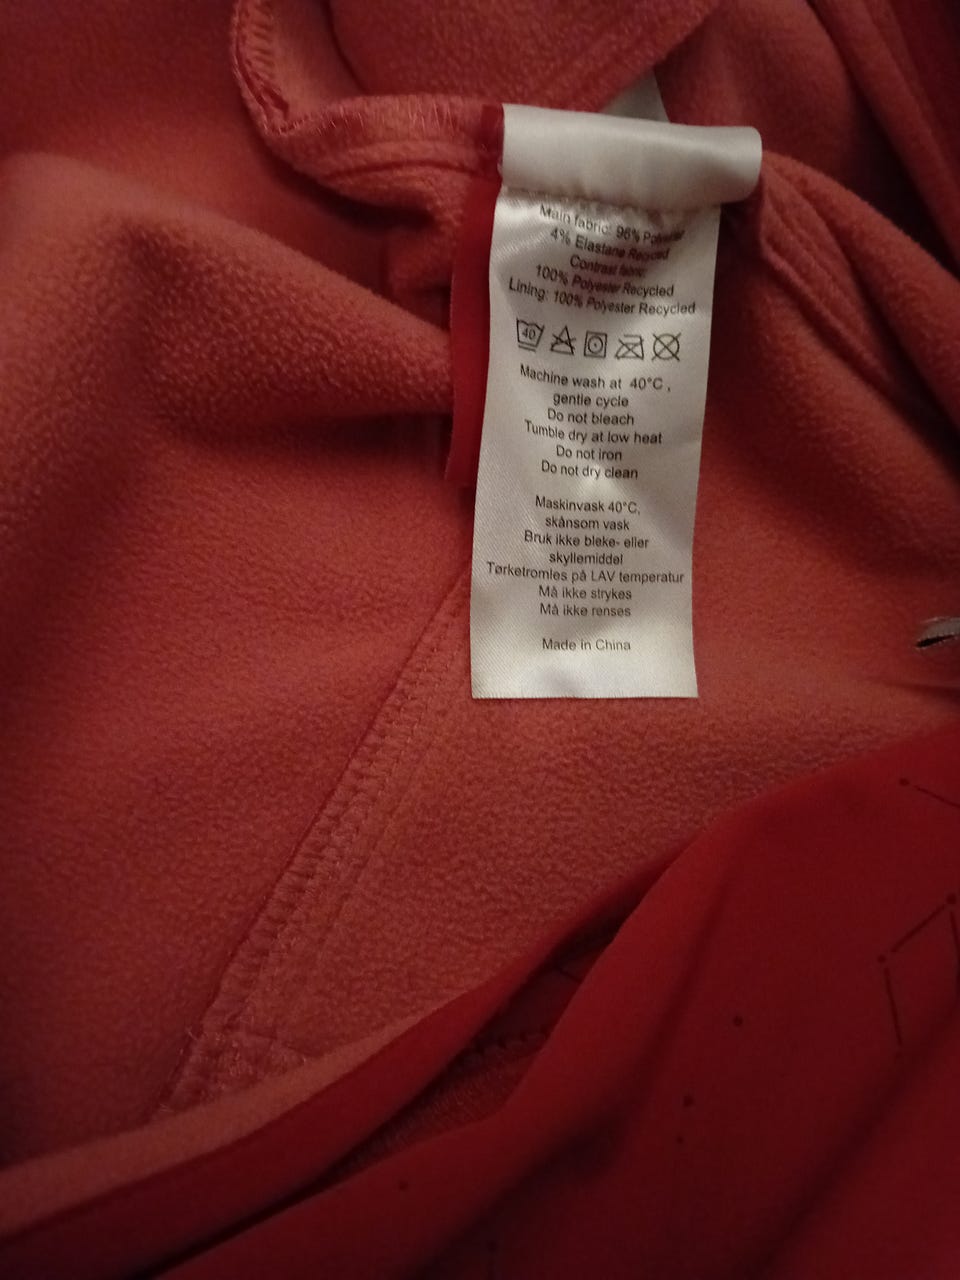 Main fabric: 96% Polyester
4% Elastane Recycled
Contrast fabric:
100% Polyester Recycled
Lining: 100% Polyester Recycled
40
Machine wash at 40°C ,
gentle cycle
Do not bleach
Tumble dry at low heat
Do not iron
Do not dry clean
Maskinvask 40°C,
skånsom vask
Bruk ikke bleke- eller
skyllemiddel
Tørketromles på LAV temperatur
Må ikke strykes
Må ikke renses
Made in China